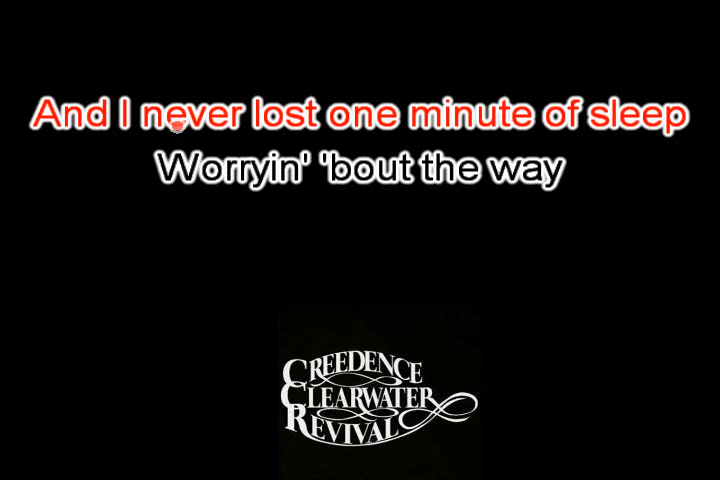 And I never lost one minute of sleep
Worryin' 'bout the way
CREEDENCE
CLEARWATER
REVIVAL